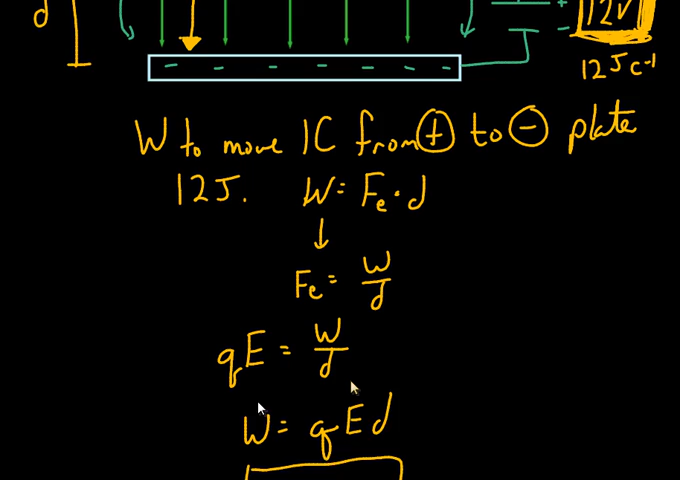 d
+
12V
-
12 J C⁻¹
- - - - - - -
W to move 1C from + to - plate
12J. W = Fe · d
↓
Fe = W/d
qE = W/d
W = qEd